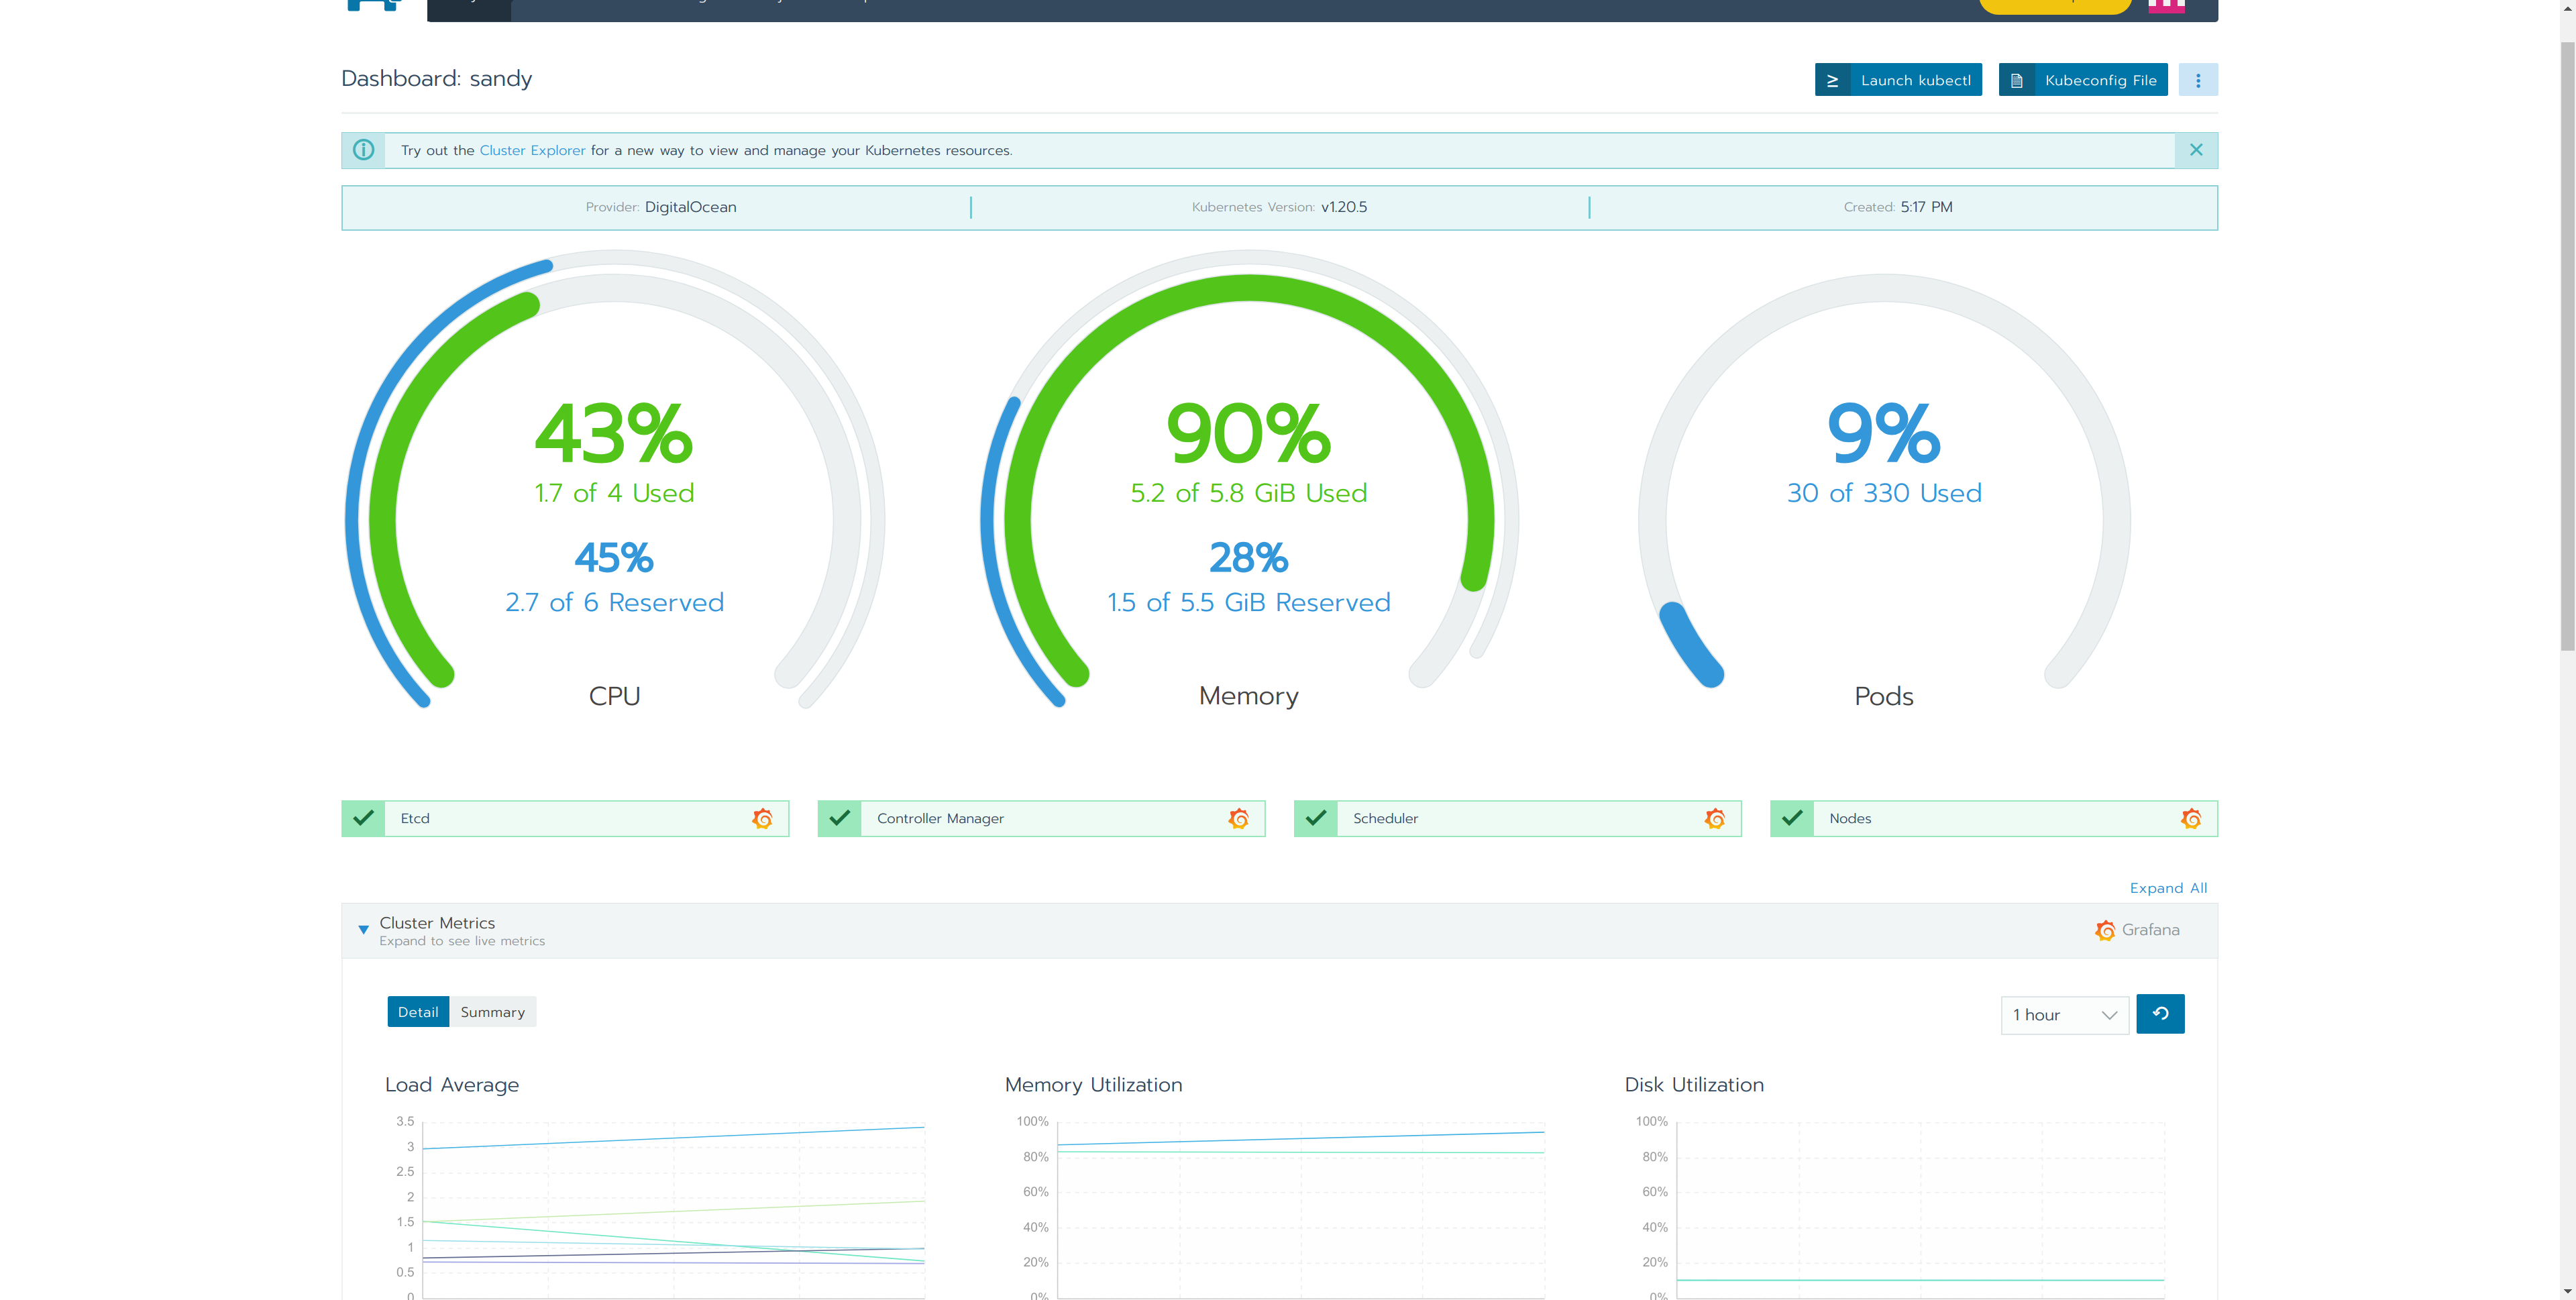 Dashboard: sandy
Launch kubectl
Kubeconfig File
Try out the Cluster Explorer for a new way to view and manage your Kubernetes resources.
Provider: DigitalOcean
Kubernetes Version: v1.20.5
Created: 5:17 PM
43%
1.7 of 4 Used
45%
2.7 of 6 Reserved
CPU
90%
5.2 of 5.8 GiB Used
28%
1.5 of 5.5 GiB Reserved
Memory
9%
30 of 330 Used
Pods
Etcd
Controller Manager
Scheduler
Nodes
Expand All
Cluster Metrics
Expand to see live metrics
Grafana
Detail
Summary
1 hour
Load Average
3.5
3
2.5
2
1.5
1
0.5
0
Memory Utilization
100%
80%
60%
40%
20%
0%
Disk Utilization
100%
80%
60%
40%
20%
0%